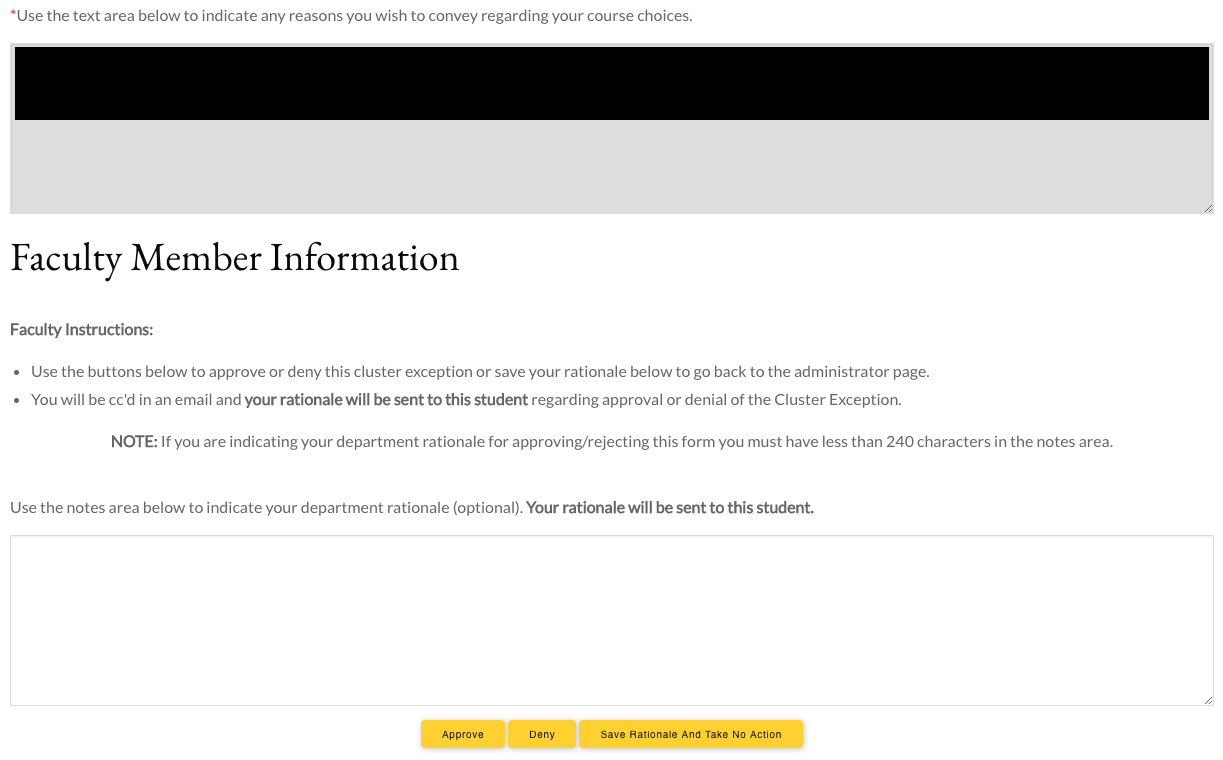 *Use the text area below to indicate any reasons you wish to convey regarding your course choices.
Faculty Member Information
Faculty Instructions:
• Use the buttons below to approve or deny this cluster exception or save your rationale below to go back to the administrator page.
• You will be cc'd in an email and your rationale will be sent to this student regarding approval or denial of the Cluster Exception.
NOTE: If you are indicating your department rationale for approving/rejecting this form you must have less than 240 characters in the notes area.
Use the notes area below to indicate your department rationale (optional). Your rationale will be sent to this student.
Approve Deny Save Rationale And Take No Action